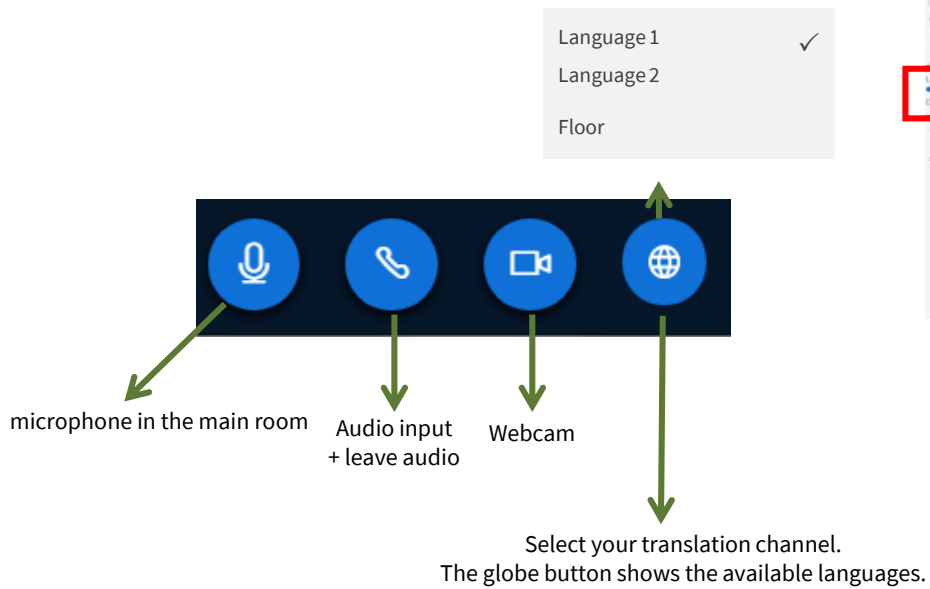 Language 1
Language 2
Floor
microphone in the main room
Audio input
+ leave audio
Webcam
Select your translation channel.
The globe button shows the available languages.